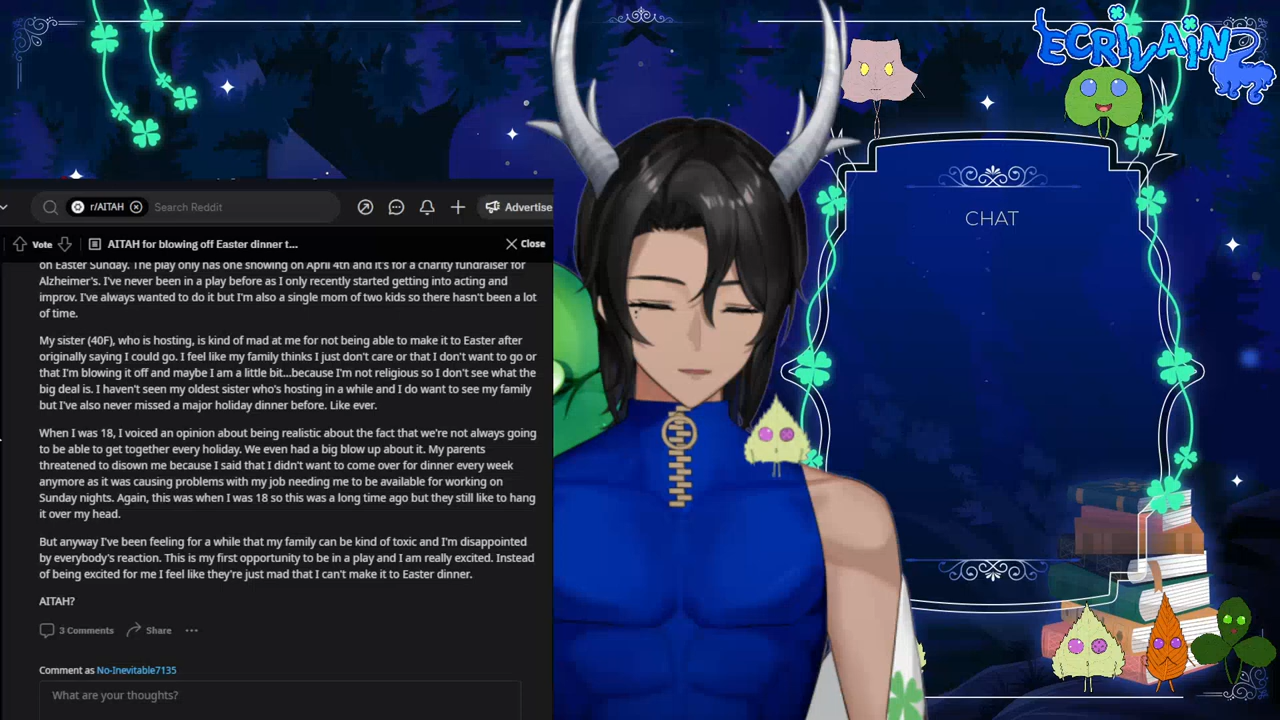 ECRIVAIN
r/AITAH
Search Reddit
Advertise
Vote
AITAH for blowing off Easter dinner t...
Close
on Easter Sunday. The play only has one showing on April 4th and it's for a charity fundraiser for
Alzheimer's. I've never been in a play before as I only recently started getting into acting and
improv. I've always wanted to do it but I'm also a single mom of two kids so there hasn't been a lot
of time.
My sister (40F), who is hosting, is kind of mad at me for not being able to make it to Easter after
originally saying I could go. I feel like my family thinks I just don't care or that I don't want to go or
that I'm blowing it off and maybe I am a little bit...because I'm not religious so I don't see what the
big deal is. I haven't seen my oldest sister who's hosting in a while and I do want to see my family
but I've also never missed a major holiday dinner before. Like ever.
When I was 18, I voiced an opinion about being realistic about the fact that we're not always going
to be able to get together every holiday. We even had a big blow up about it. My parents
threatened to disown me because I said that I didn't want to come over for dinner every week
anymore as it was causing problems with my job needing me to be available for working on
Sunday nights. Again, this was when I was 18 so this was a long time ago but they still like to hang
it over my head.
But anyway I've been feeling for a while that my family can be kind of toxic and I'm disappointed
by everybody's reaction. This is my first opportunity to be in a play and I am really excited. Instead
of being excited for me I feel like they're just mad that I can't make it to Easter dinner.
AITAH?
3 Comments
Share
Comment as No-Inevitable7135
What are your thoughts?
CHAT